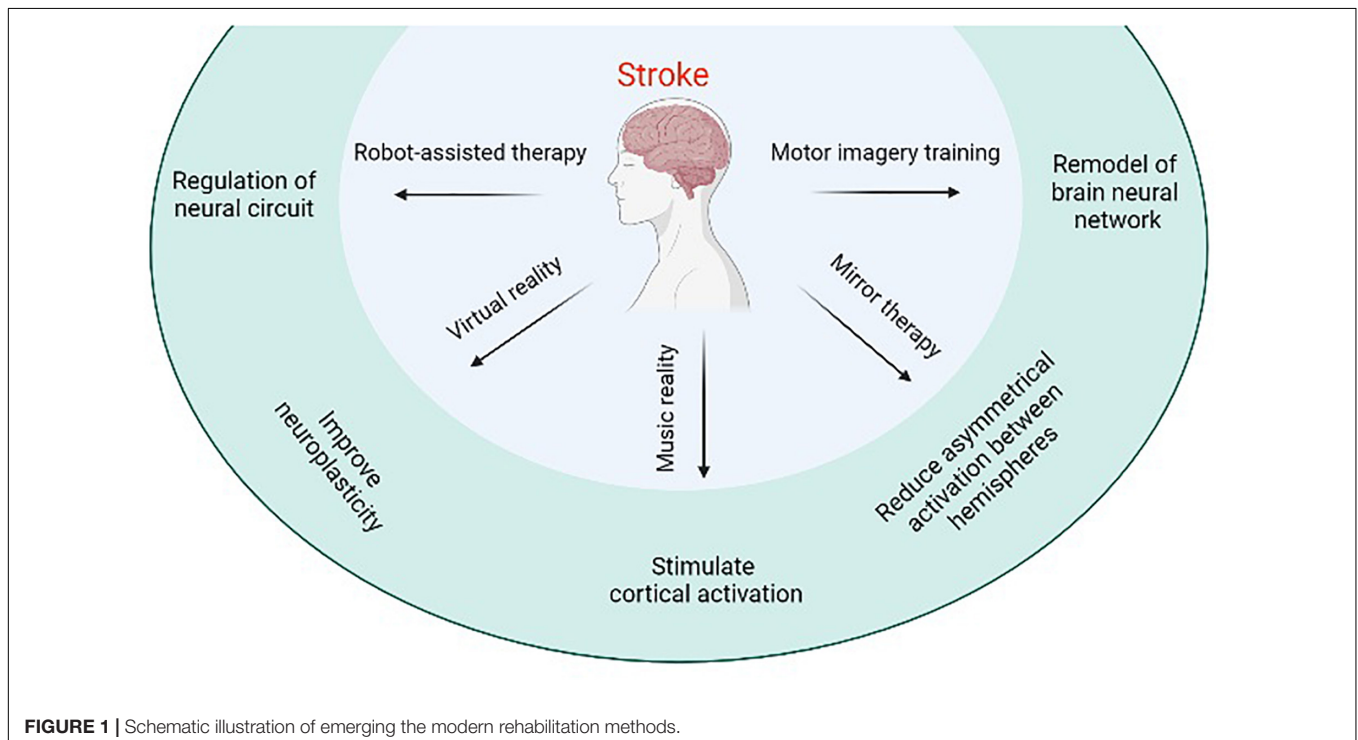 Stroke
Robot-assisted therapy
Motor imagery training
Regulation of
neural circuit
Remodel of
brain neural
network
Virtual reality
Mirror therapy
Music reality
Improve
neuroplasticity
Reduce asymmetrical
activation between
hemispheres
Stimulate
cortical activation
FIGURE 1 | Schematic illustration of emerging the modern rehabilitation methods.